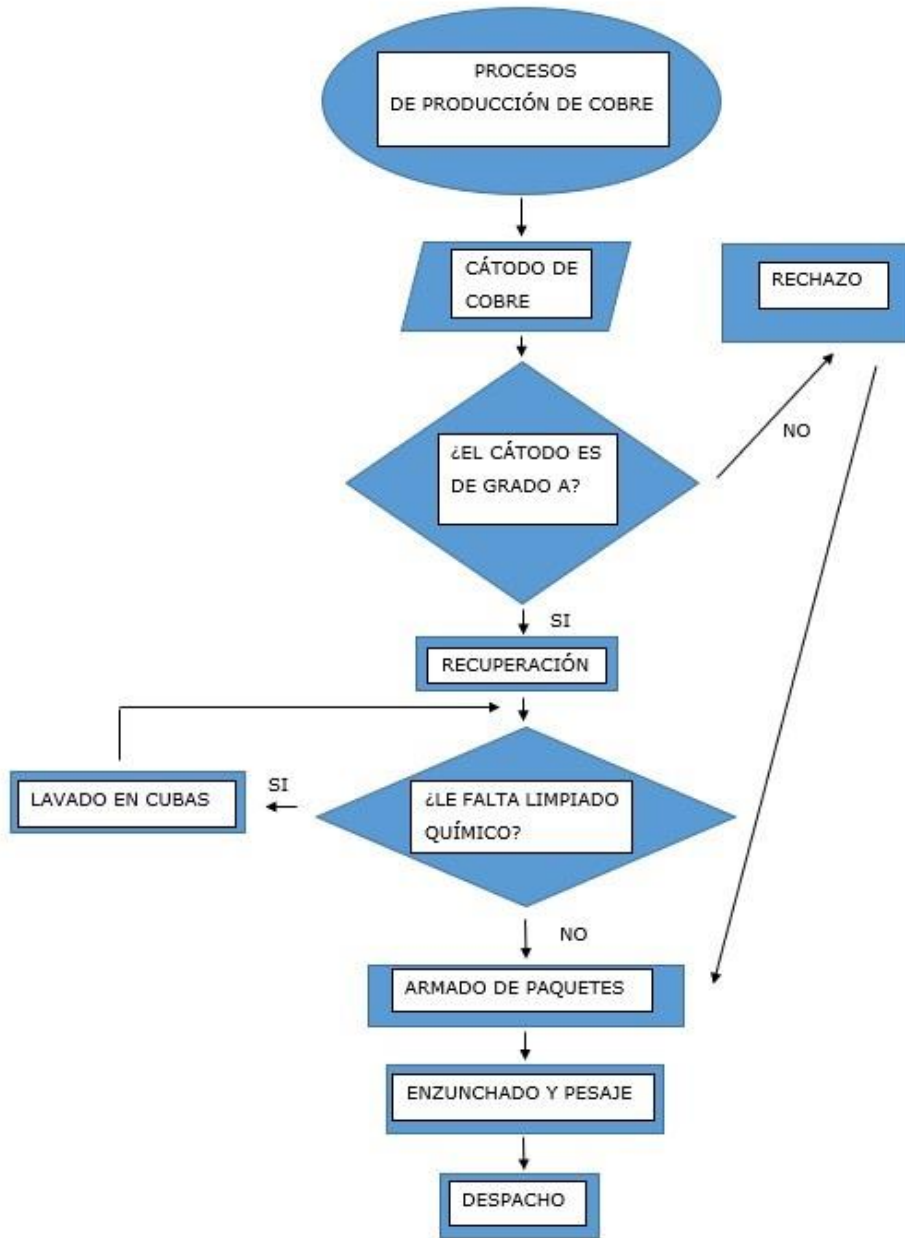 PROCESOS
DE PRODUCCIÓN DE COBRE
CÁTODO DE
COBRE
RECHAZO
¿EL CÁTODO ES
DE GRADO A?
NO
SI
RECUPERACIÓN
LAVADO EN CUBAS
SI
¿LE FALTA LIMPIADO
QUÍMICO?
NO
ARMADO DE PAQUETES
ENZUNCHADO Y PESAJE
DESPACHO